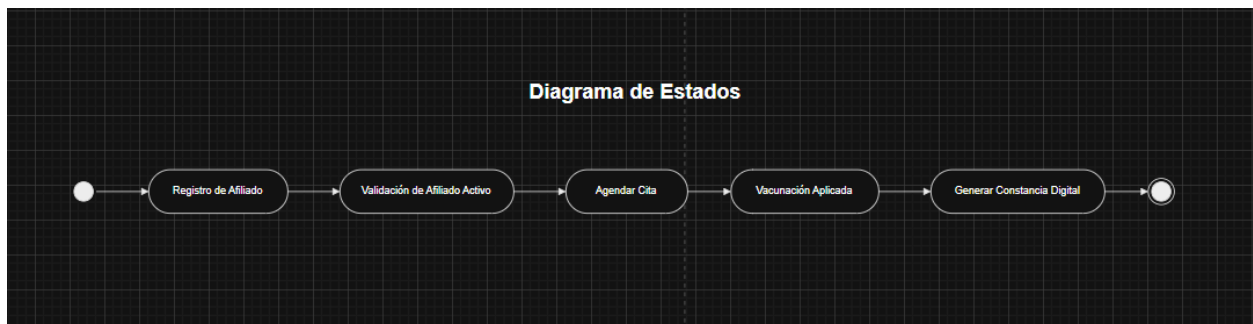 Diagrama de Estados
Registro de Afiliado
Validación de Afiliado Activo
Agendar Cita
Vacunación Aplicada
Generar Constancia Digital